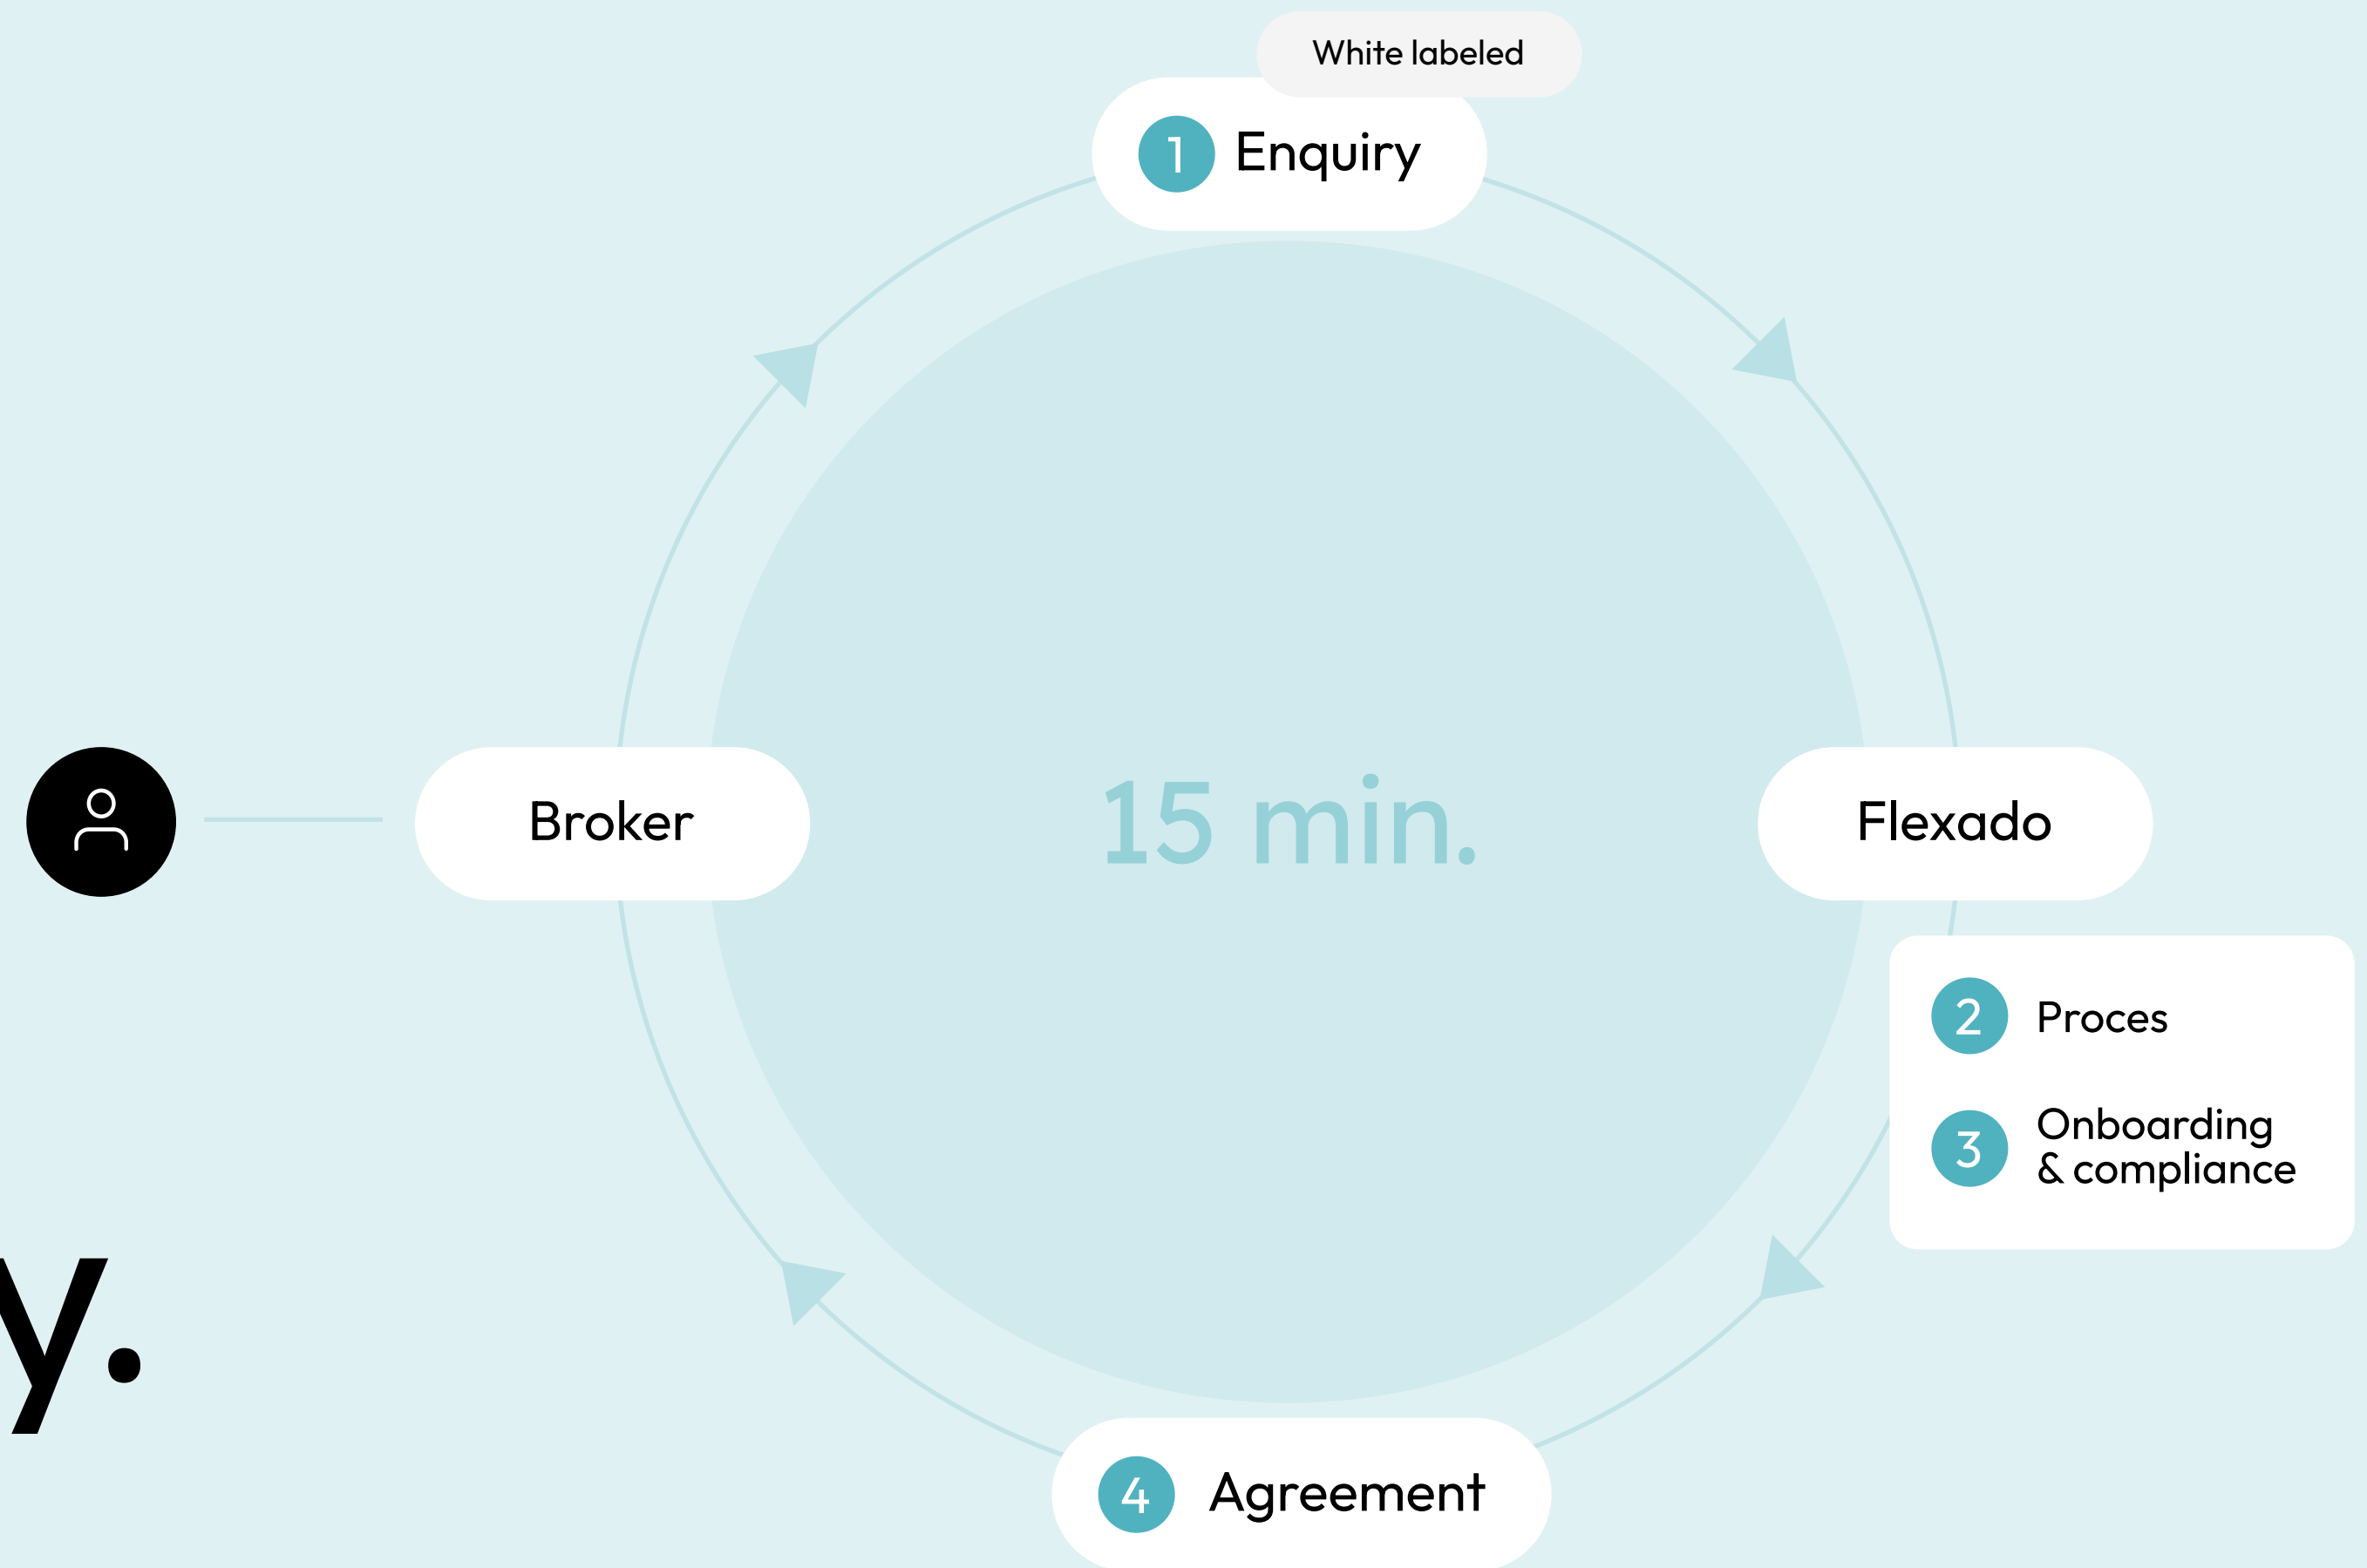 White labeled
1 Enquiry
Broker
15 min.
Flexado
2 Proces
3 Onboarding
& compliance
y.
4 Agreement